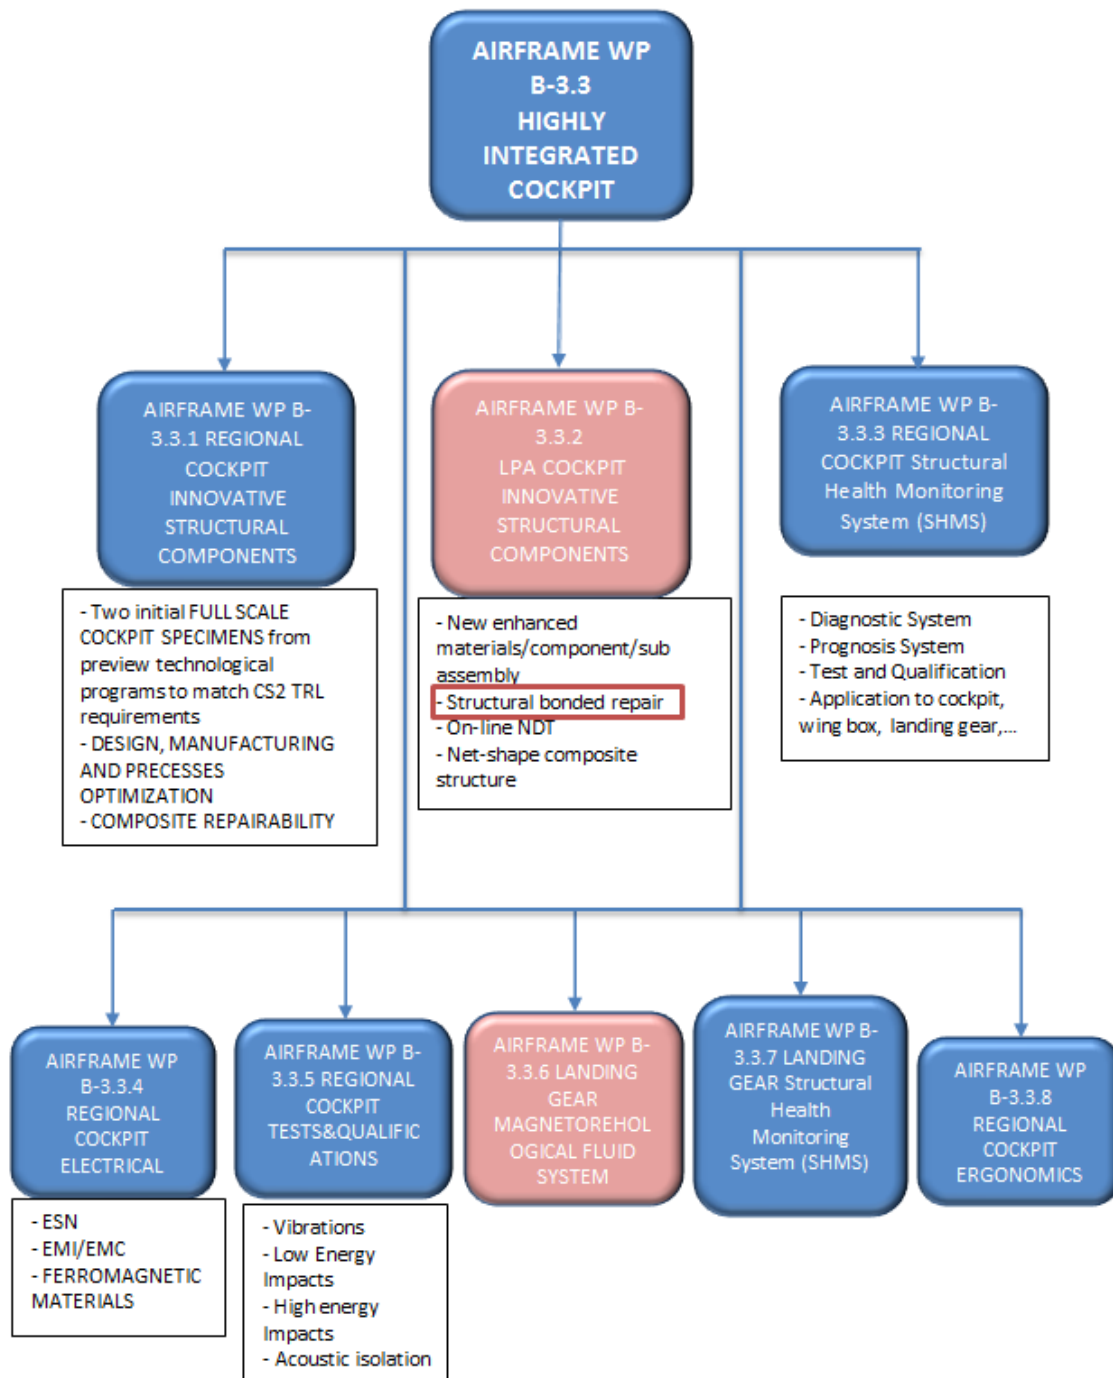 AIRFRAME WP
B-3.3
HIGHLY
INTEGRATED
COCKPIT
AIRFRAME WP B-
3.3.1 REGIONAL
COCKPIT
INNOVATIVE
STRUCTURAL
COMPONENTS
- Two initial FULL SCALE
COCKPIT SPECIMENS from
preview technological
programs to match CS2 TRL
requirements
- DESIGN, MANUFACTURING
AND PRECESSES
OPTIMIZATION
- COMPOSITE REPAIRABILITY
AIRFRAME WP B-
3.3.2
LPA COCKPIT
INNOVATIVE
STRUCTURAL
COMPONENTS
- New enhanced
materials/component/sub
assembly
- Structural bonded repair
- On-line NDT
- Net-shape composite
structure
AIRFRAME WP B-
3.3.3 REGIONAL
COCKPIT Structural
Health Monitoring
System (SHMS)
- Diagnostic System
- Prognosis System
- Test and Qualification
- Application to cockpit,
wing box, landing gear,...
AIRFRAME WP
B-3.3.4
REGIONAL
COCKPIT
ELECTRICAL
- ESN
- EMI/EMC
- FERROMAGNETIC
MATERIALS
AIRFRAME WP B-
3.3.5 REGIONAL
COCKPIT
TESTS&QUALIFIC
ATIONS
- Vibrations
- Low Energy
Impacts
- High energy
Impacts
- Acoustic isolation
AIRFRAME WP B-
3.3.6 LANDING
GEAR
MAGNETOREHOL
OGICAL FLUID
SYSTEM
AIRFRAME WP B-
3.3.7 LANDING
GEAR Structural
Health
Monitoring
System (SHMS)
AIRFRAME WP
B-3.3.8
REGIONAL
COCKPIT
ERGONOMICS